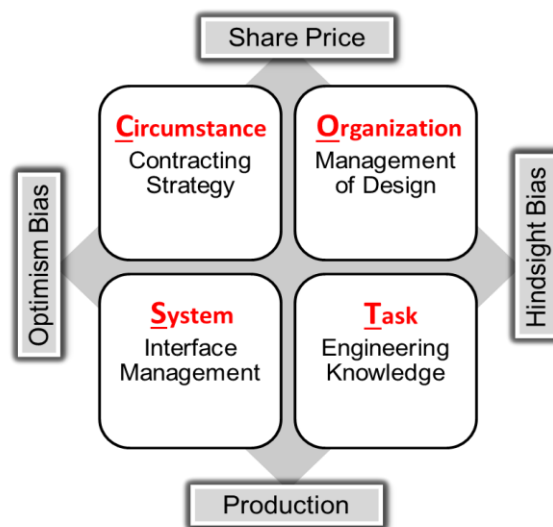 Share Price
Circumstance
Contracting
Strategy
Organization
Management
of Design
Optimism Bias
Hindsight Bias
System
Interface
Management
Task
Engineering
Knowledge
Production